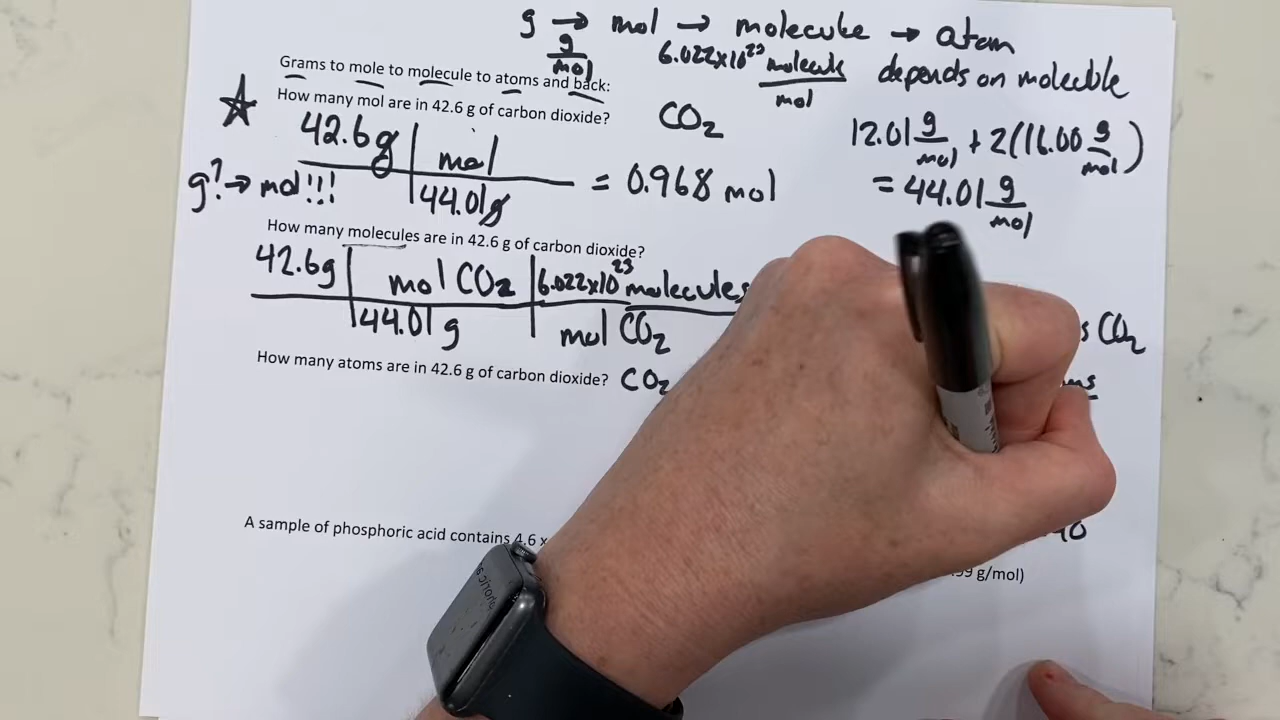 g → mol → molecule → atom
g/mol 6.022x10²³ molecule/mol depends on molecule
Grams to mole to molecule to atoms and back:
How many mol are in 42.6 g of carbon dioxide? CO₂
12.01 g/mol + 2(16.00 g/mol)
= 44.01 g/mol
42.6g | mol
44.01g = 0.968 mol
g? → mol!!!
How many molecules are in 42.6 g of carbon dioxide?
42.6g | mol CO₂ | 6.022x10²³ molecules
44.01 g | mol CO₂ CO₂
How many atoms are in 42.6 g of carbon dioxide? CO₂
A sample of phosphoric acid contains 4.6 x
g/mol)